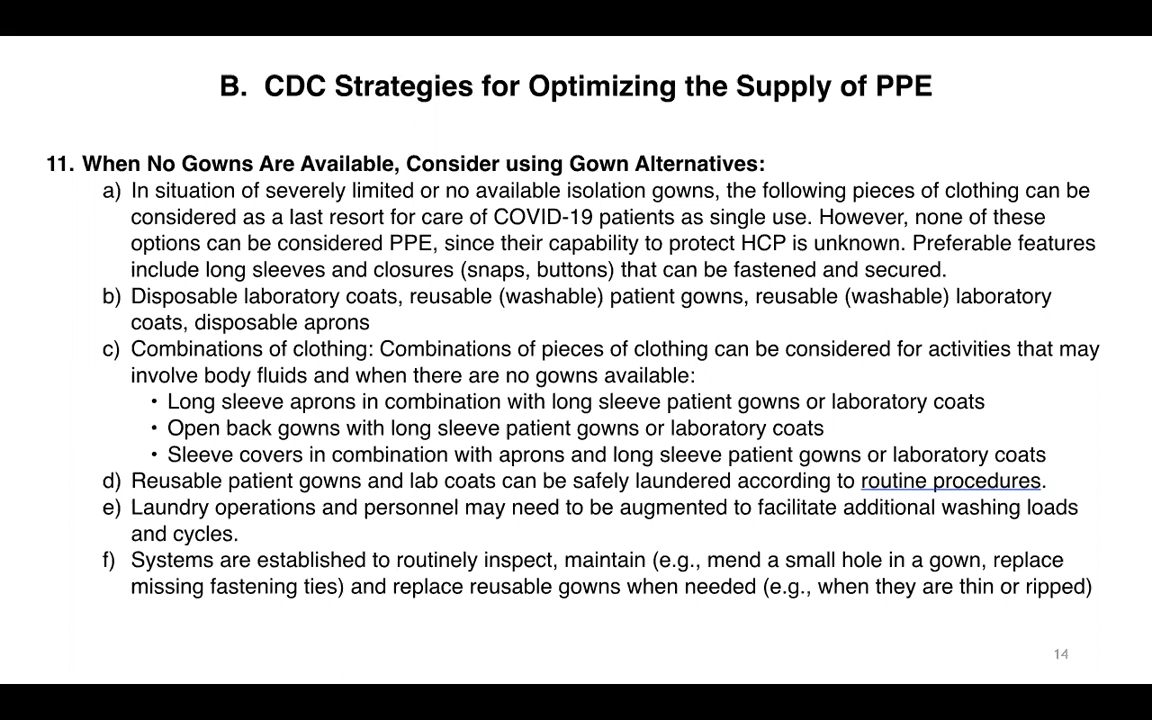 B. CDC Strategies for Optimizing the Supply of PPE
11. When No Gowns Are Available, Consider using Gown Alternatives:
a) In situation of severely limited or no available isolation gowns, the following pieces of clothing can be
considered as a last resort for care of COVID-19 patients as single use. However, none of these
options can be considered PPE, since their capability to protect HCP is unknown. Preferable features
include long sleeves and closures (snaps, buttons) that can be fastened and secured.
b) Disposable laboratory coats, reusable (washable) patient gowns, reusable (washable) laboratory
coats, disposable aprons
c) Combinations of clothing: Combinations of pieces of clothing can be considered for activities that may
involve body fluids and when there are no gowns available:
• Long sleeve aprons in combination with long sleeve patient gowns or laboratory coats
• Open back gowns with long sleeve patient gowns or laboratory coats
• Sleeve covers in combination with aprons and long sleeve patient gowns or laboratory coats
d) Reusable patient gowns and lab coats can be safely laundered according to routine procedures.
e) Laundry operations and personnel may need to be augmented to facilitate additional washing loads
and cycles.
f) Systems are established to routinely inspect, maintain (e.g., mend a small hole in a gown, replace
missing fastening ties) and replace reusable gowns when needed (e.g., when they are thin or ripped)
14